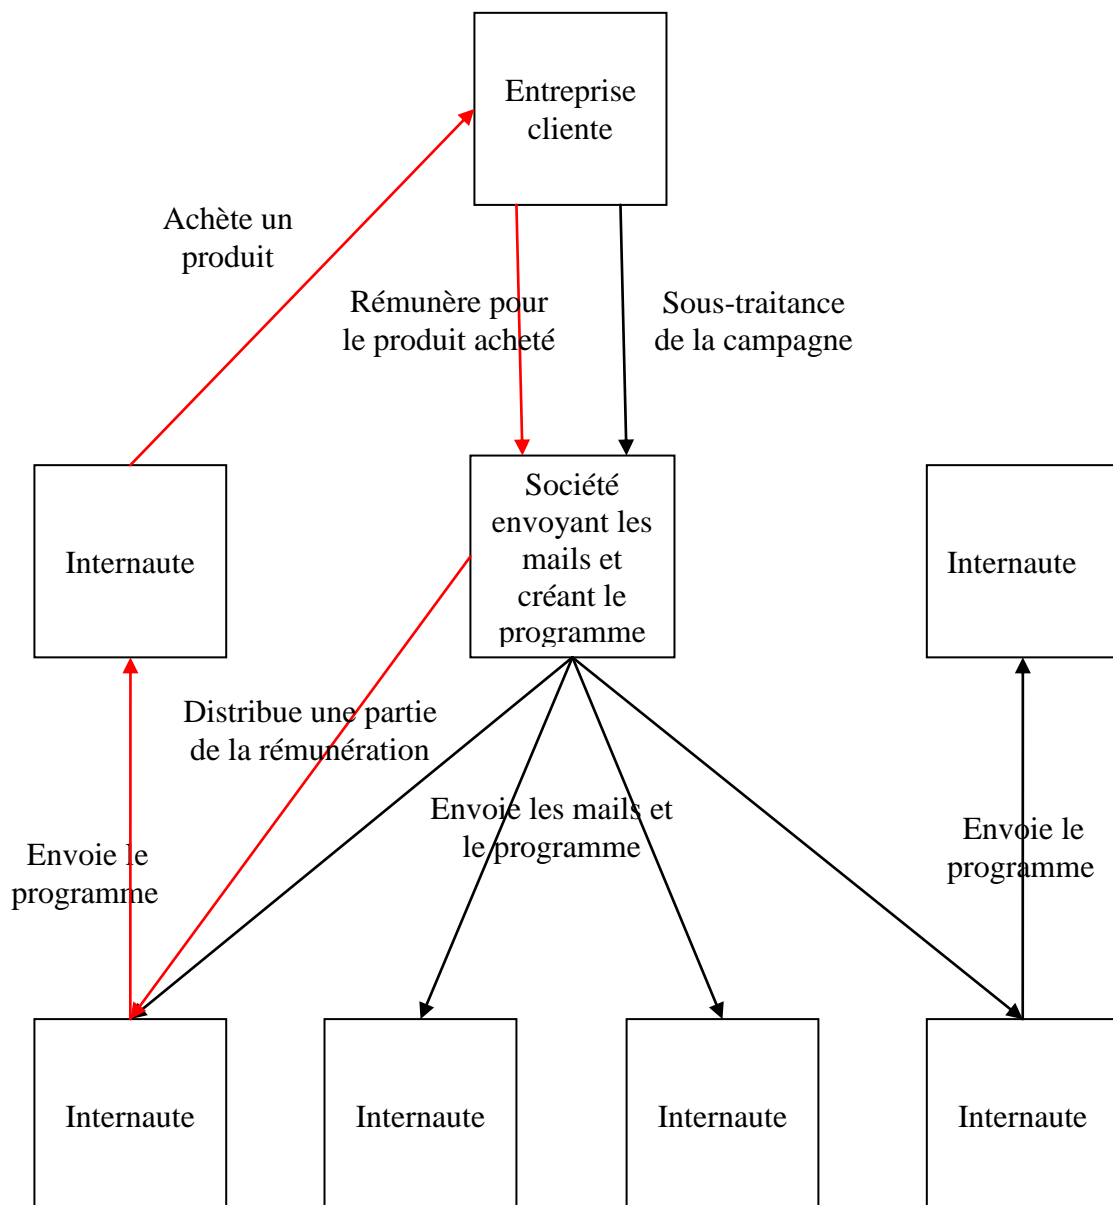 Entreprise
cliente
Achète un
produit
Rémunère pour
le produit acheté
Sous-traitance
de la campagne
Internaute
Société
envoyant les
mails et
créant le
programme
Internaute
Distribue une partie
de la rémunération
Envoie les mails et
le programme
Envoie le
programme
Envoie le
programme
Internaute
Internaute
Internaute
Internaute